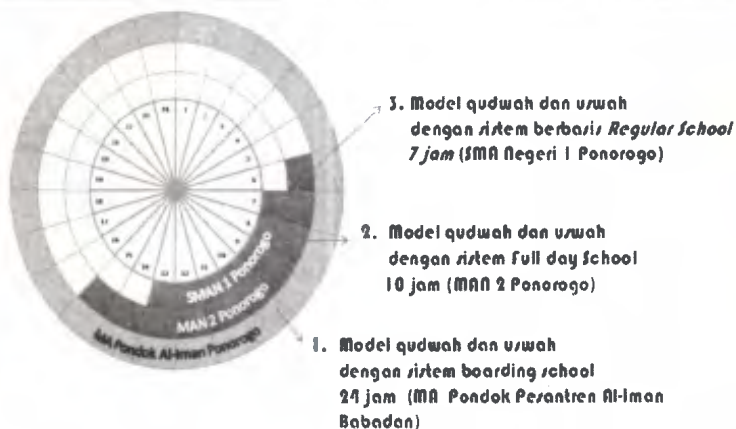 3. Model qudwah dan uswah
dengan sistem berbasis Regular School
7 jam (SMA Negeri 1 Ponorogo)
2. Model qudwah dan uswah
dengan sistem Full day School
10 jam (MAN 2 Ponorogo)
SMAN 1 Ponorogo
MAN 2 Ponorogo
MA Pondok Al-Iman Ponorogo
1. Model qudwah dan uswah
dengan sistem boarding school
24 jam (MA Pondok Pesantren Al-Iman
Babadan)